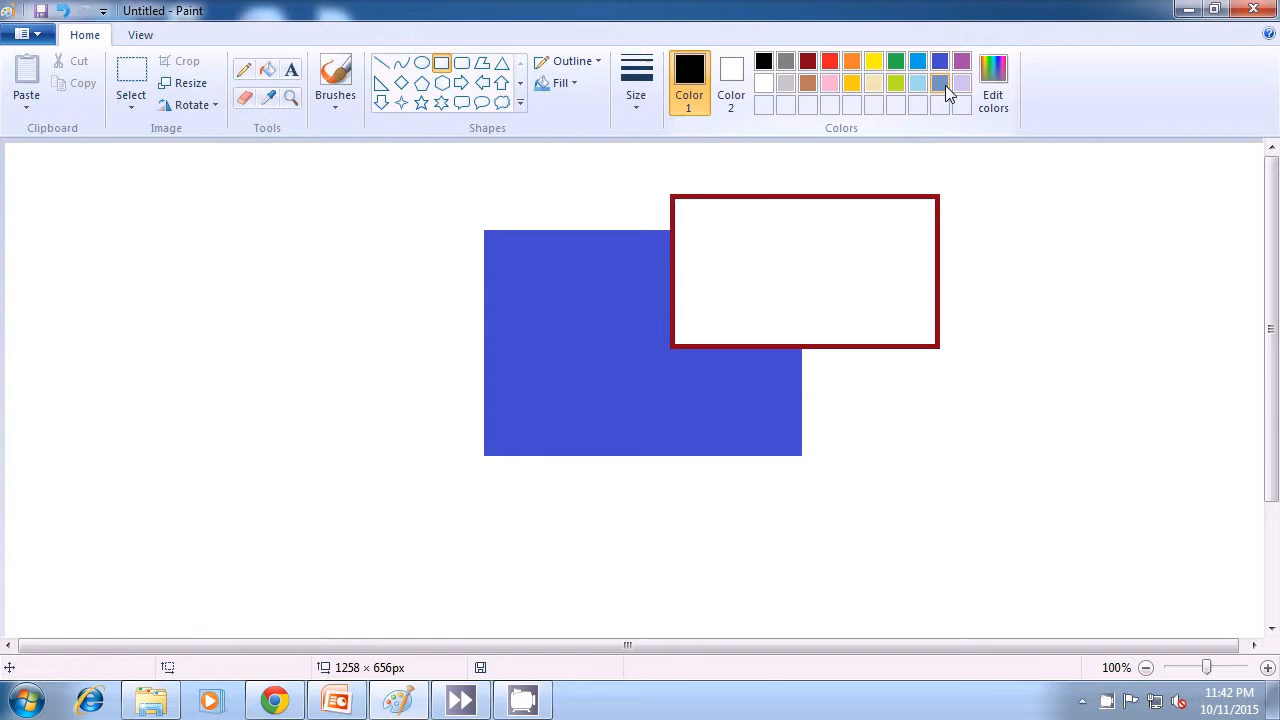 Untitled - Paint
Home
View
Paste
Cut
Copy
Clipboard
Select
Crop
Resize
Rotate
Image
A
Tools
Brushes
Outline
Fill
Shapes
Size
Color 1
Color 2
Edit colors
Colors
1258 × 656px
100%
11:42 PM
10/11/2015